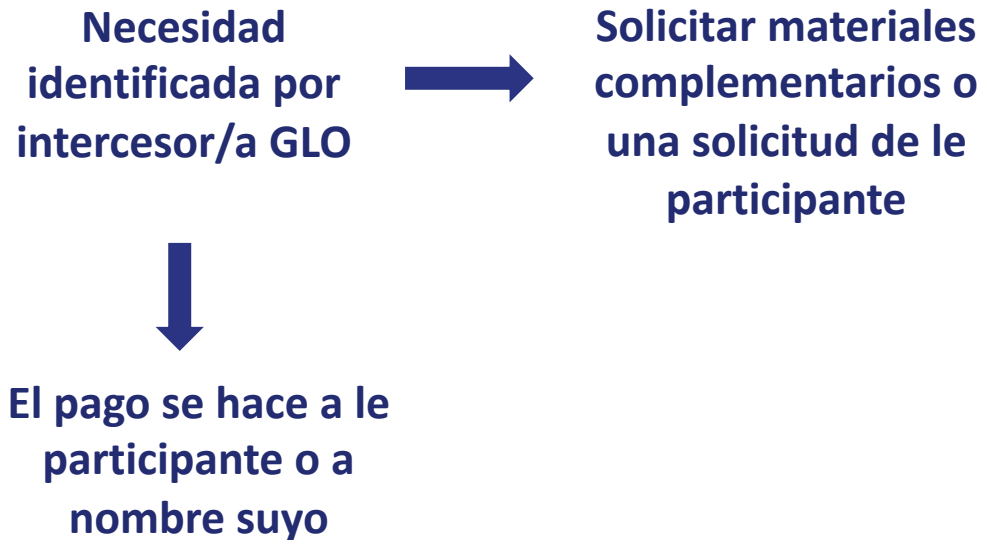 Necesidad
identificada por
intercesor/a GLO
Solicitar materiales
complementarios o
una solicitud de le
participante
El pago se hace a le
participante o a
nombre suyo